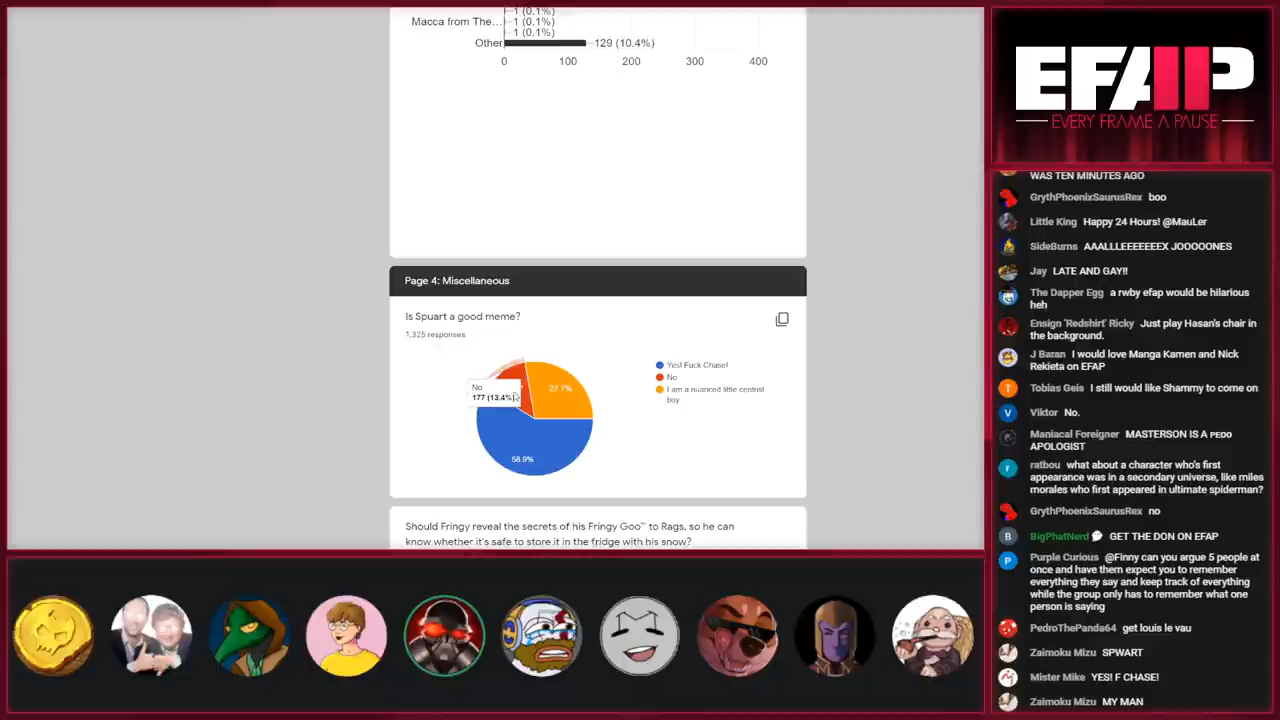 1 (0.1%)
Macca from The... 1 (0.1%)
1 (0.1%)
Other 129 (10.4%)
0 100 200 300 400
Page 4: Miscellaneous
Is Spuart a good meme?
1,325 responses
Yes! Fuck Chase!
No
I am a nuanced little centrist
boy
No
177 (13.4%)
27.7%
58.9%
Should Fringy reveal the secrets of his Fringy Goo™ to Rags, so he can
know whether it's safe to store it in the fridge with his snow?
EFAP
EVERY FRAME A PAUSE
WAS TEN MINUTES AGO
GrythPhoenixSaurusRex boo
Little King Happy 24 Hours! @MauLer
SideBurns AAALLLEEEEEEX JOOOOONES
Jay LATE AND GAY!!
The Dapper Egg a rwby efap would be hilarious
heh
Ensign 'Redshirt' Ricky Just play Hasan's chair in
the background.
J Baran I would love Manga Kamen and Nick
Rekieta on EFAP
Tobias Geis I still would like Shammy to come on
Viktor No.
Maniacal Foreigner MASTERSON IS A PEDO
APOLOGIST
ratbou what about a character who's first
appearance was in a secondary universe, like miles
morales who first appeared in ultimate spiderman?
GrythPhoenixSaurusRex no
BigPhatNerd GET THE DON ON EFAP
Purple Curious @Finny can you argue 5 people at
once and have them expect you to remember
everything they say and keep track of everything
while the group only has to remember what one
person is saying
PedroThePanda64 get louis le vau
Zaimoku Mizu SPWART
Mister Mike YES! F CHASE!
Zaimoku Mizu MY MAN